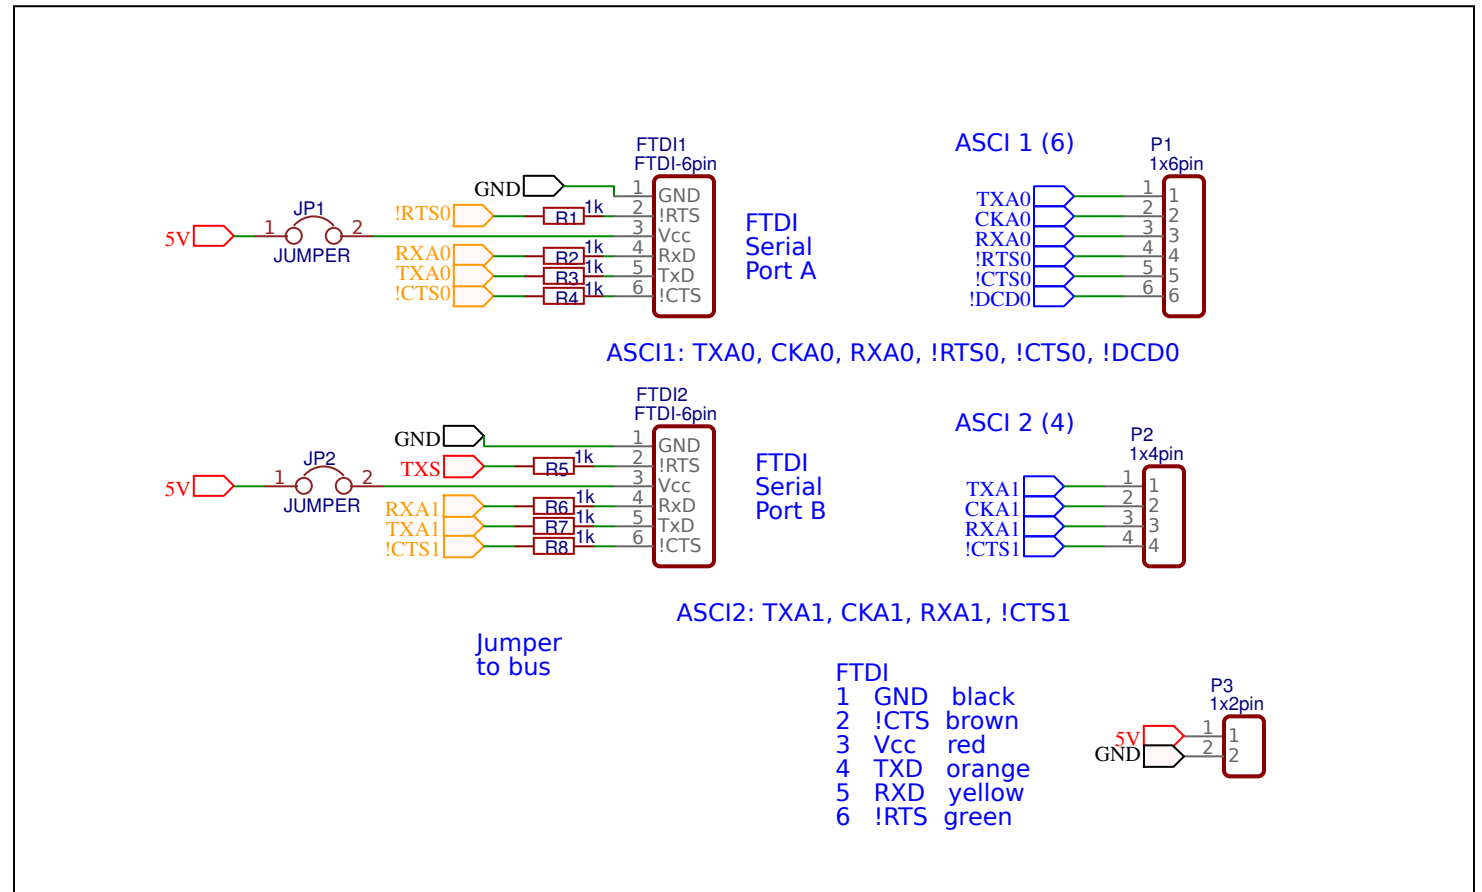 FTDI1
FTDI-6pin
GND 1 GND
!RTS0 R1 1k 2 !RTS
5V 1 JP1 2 3 Vcc
JUMPER
RXA0 R2 1k 4 RxD
TXA0 R3 1k 5 TxD
!CTS0 R4 1k 6 !CTS
FTDI
Serial
Port A
ASCI 1 (6)
P1
1x6pin
TXA0 1 1
CKA0 2 2
RXA0 3 3
!RTS0 4 4
!CTS0 5 5
!DCD0 6 6
ASCI1: TXA0, CKA0, RXA0, !RTS0, !CTS0, !DCD0
FTDI2
FTDI-6pin
GND 1 GND
TXS R5 1k 2 !RTS
5V 1 JP2 2 3 Vcc
JUMPER
RXA1 R6 1k 4 RxD
TXA1 R7 1k 5 TxD
!CTS1 R8 1k 6 !CTS
FTDI
Serial
Port B
ASCI 2 (4)
P2
1x4pin
TXA1 1 1
CKA1 2 2
RXA1 3 3
!CTS1 4 4
ASCI2: TXA1, CKA1, RXA1, !CTS1
Jumper
to bus
FTDI
1 GND black
2 !CTS brown
3 Vcc red
4 TXD orange
5 RXD yellow
6 !RTS green
P3
1x2pin
5V 1 1
GND 2 2